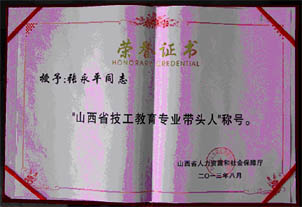 荣誉证书
HONORARY CREDENTIAL
授予:张永平同志
"山西省技工教育专业带头人"称号。
山西省人力资源和社会保障厅
二〇一三年八月